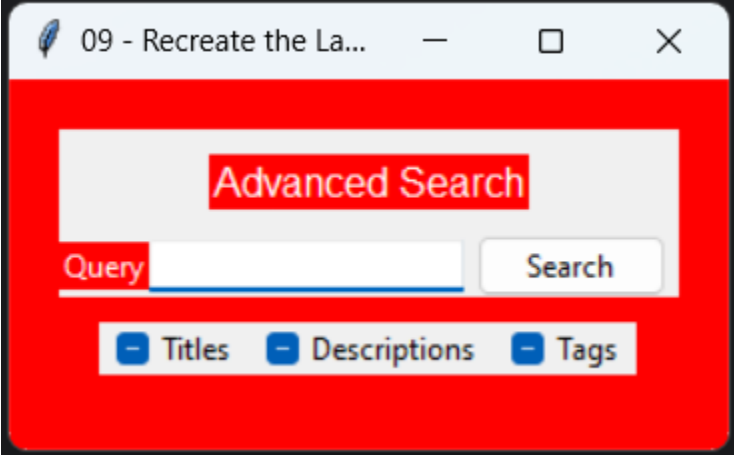 09 - Recreate the La...
Advanced Search
Query Search
Titles Descriptions Tags